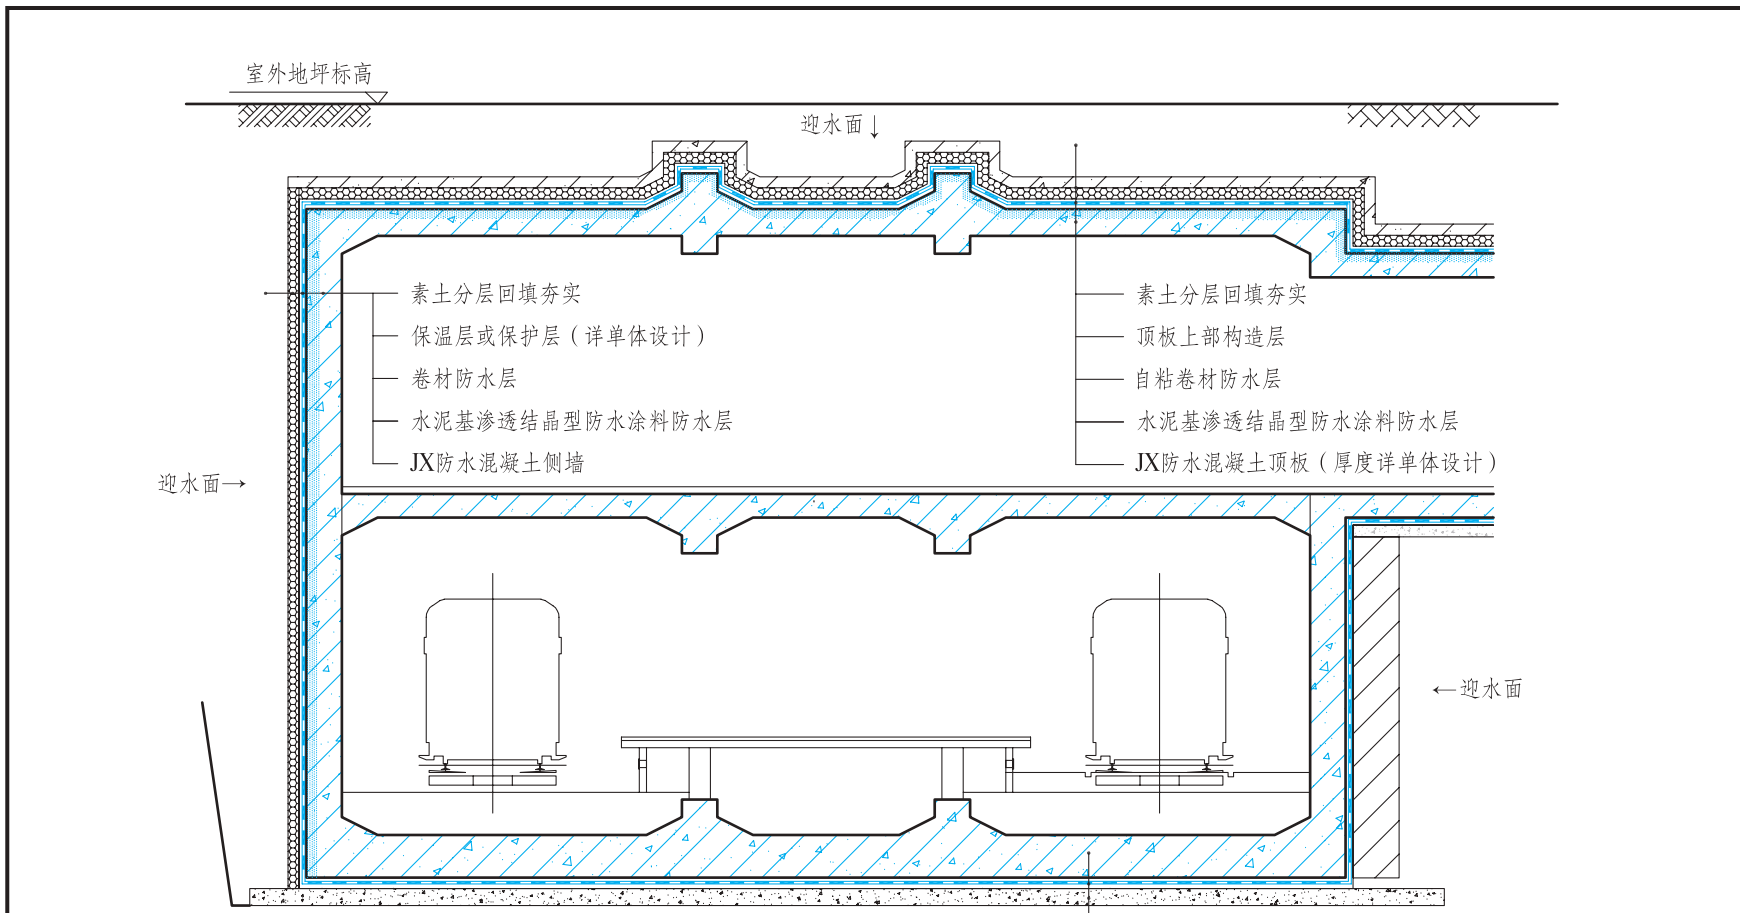 室外地坪标高
迎水面↓
素土分层回填夯实
保温层或保护层（详单体设计）
卷材防水层
水泥基渗透结晶型防水涂料防水层
JX防水混凝土侧墙
素土分层回填夯实
顶板上部构造层
自粘卷材防水层
水泥基渗透结晶型防水涂料防水层
JX防水混凝土顶板（厚度详单体设计）
迎水面→
←迎水面